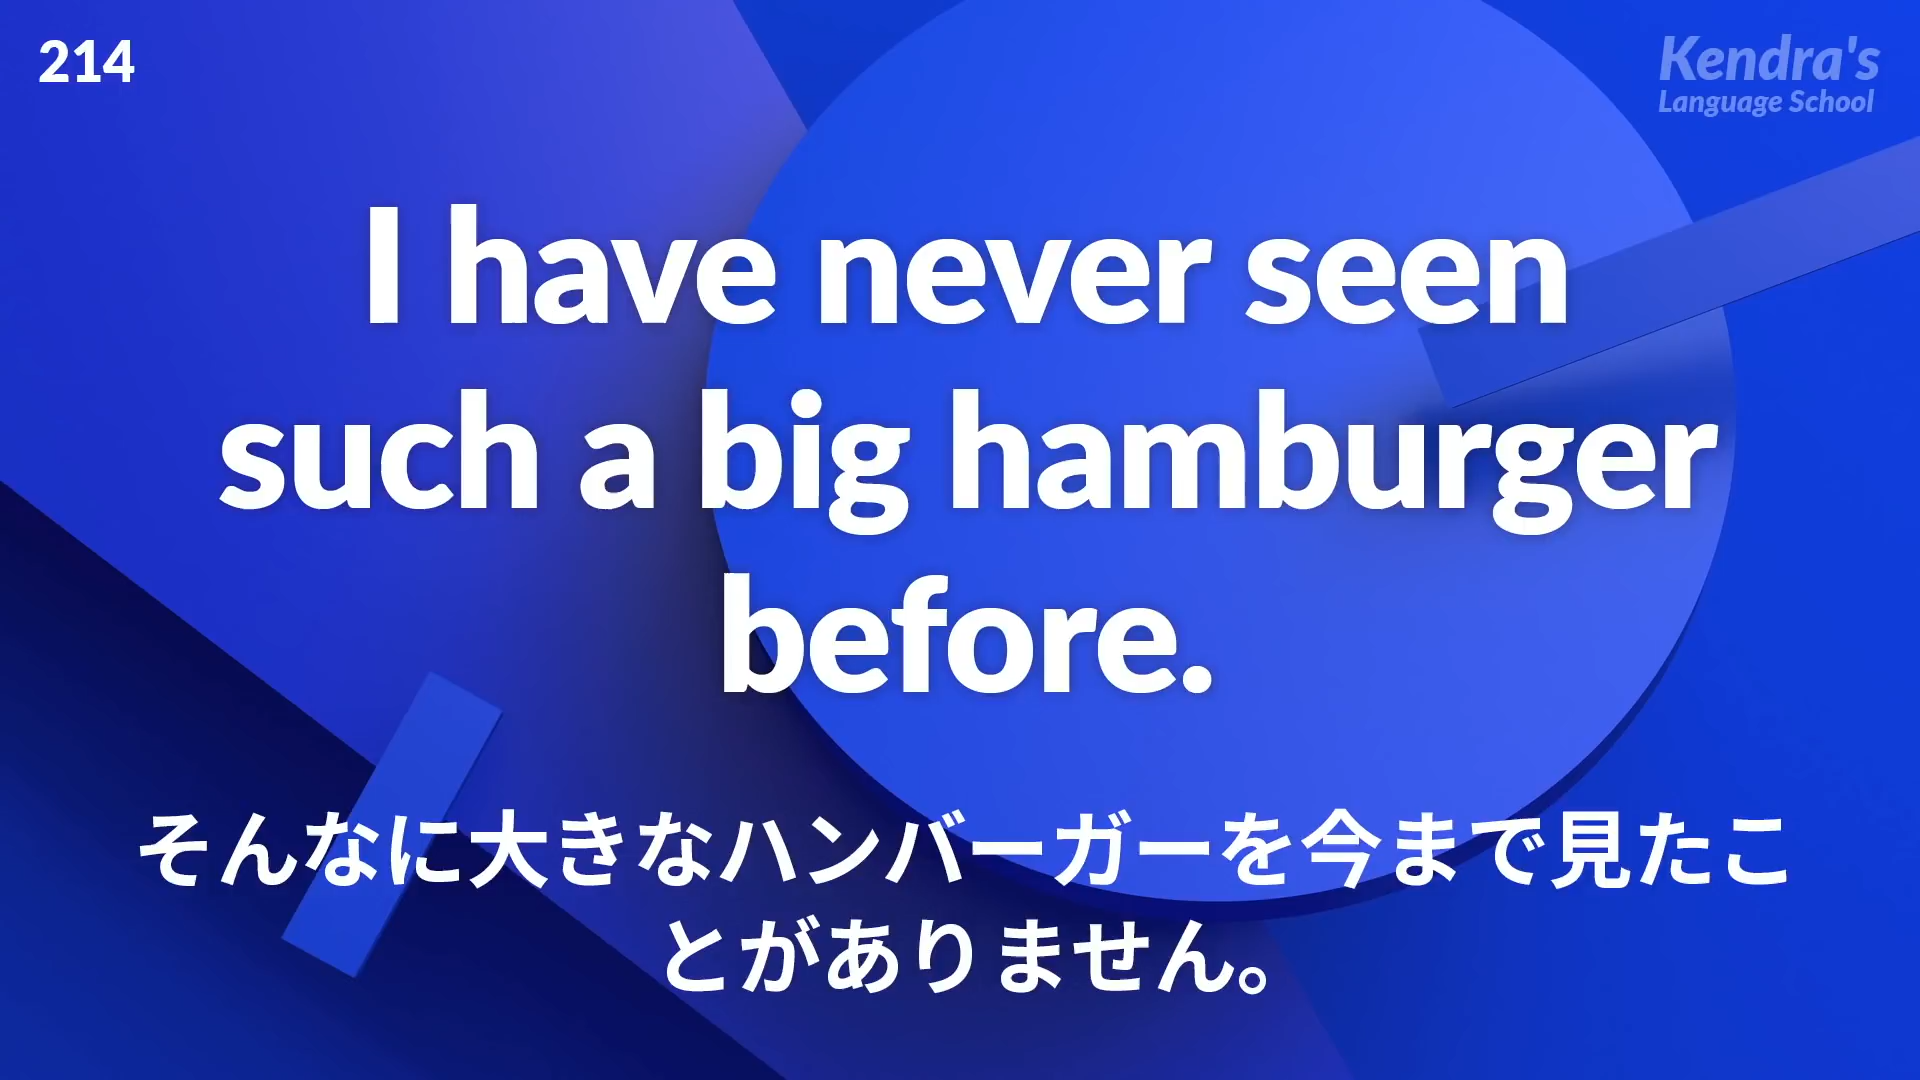 214
Kendra's
Language School
I have never seen
such a big hamburger
before.
そんなに大きなハンバーガーを今まで見たこ
とがありません。